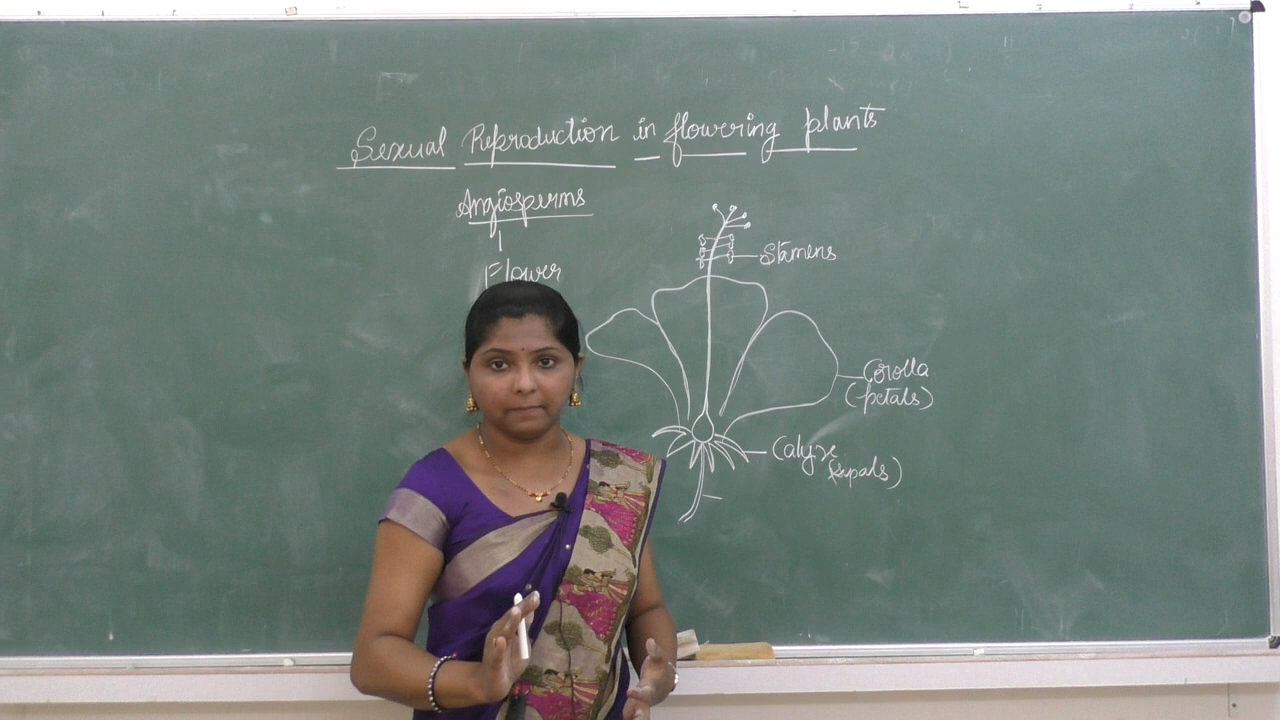 Sexual Reproduction in flowering plants
Angiosperms
Flower
Stamens
Corolla
(petals)
Calyx
(sepals)